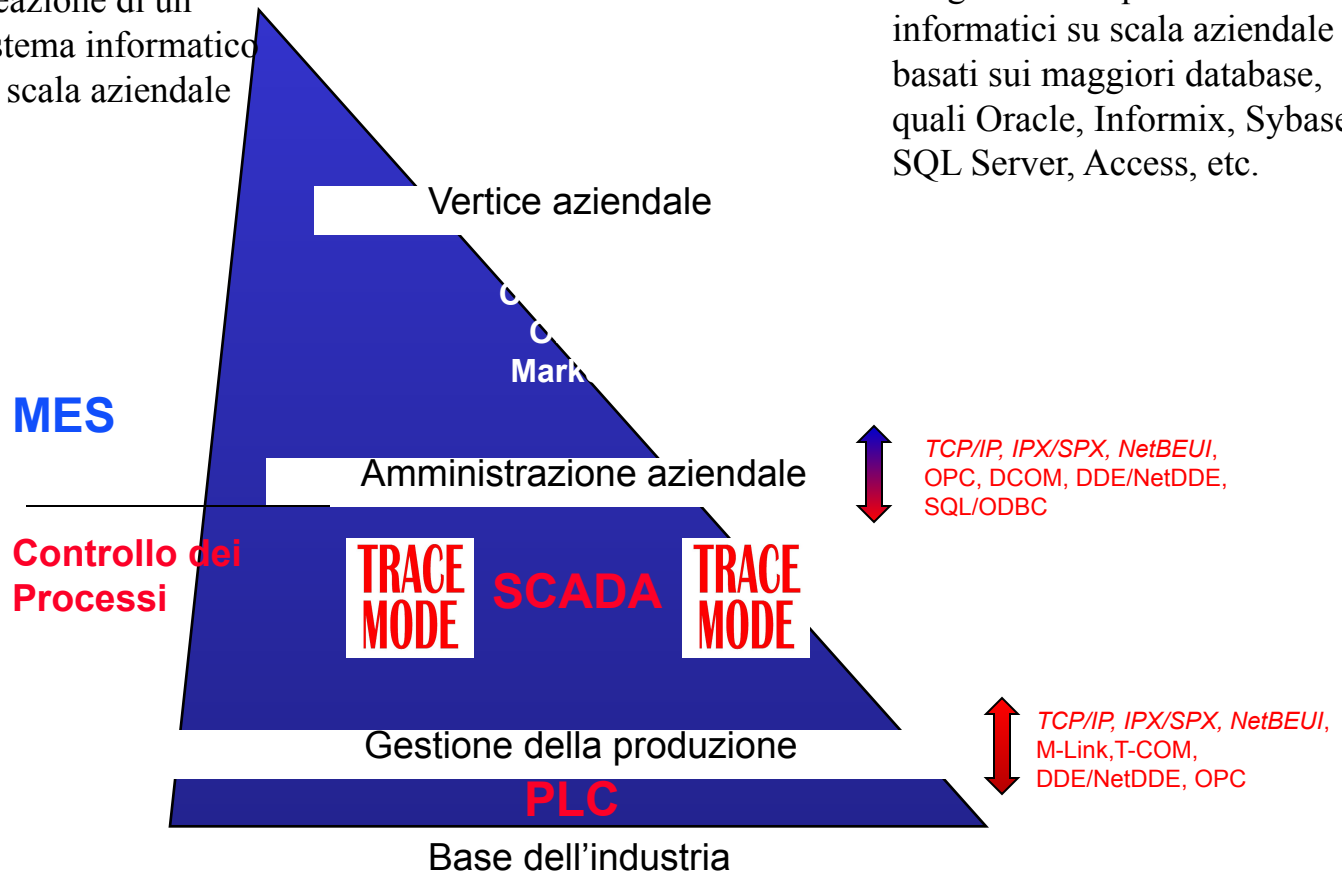 un
informatico
scala aziendale
informatici su scala aziendale
basati sui maggiori database,
quali Oracle, Informix, Sybase
SQL Server, Access, etc.
Vertice aziendale
MES
Amministrazione aziendale
TCP/IP, IPX/SPX, NetBEUI,
OPC, DCOM, DDE/NetDDE,
SQL/ODBC
Controllo dei
Processi
TRACE
MODE
SCADA
TRACE
MODE
Gestione della produzione
TCP/IP, IPX/SPX, NetBEUI,
M-Link,T-COM,
DDE/NetDDE, OPC
PLC
Base dell'industria